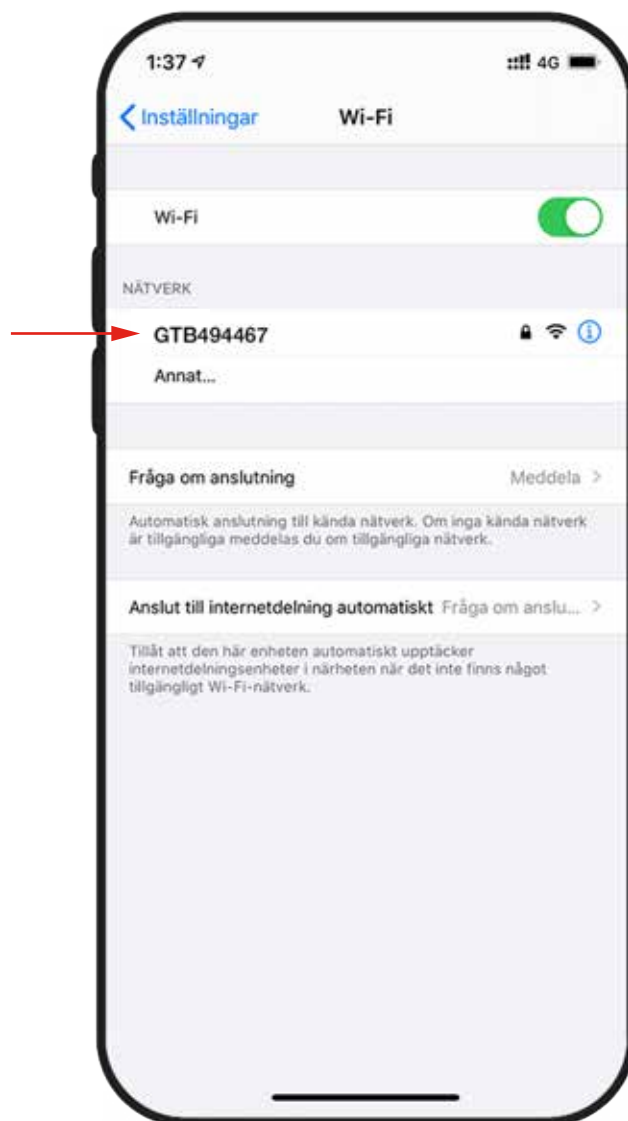 1:37
4G
Inställningar
Wi-Fi
Wi-Fi
NÄTVERK
GTB494467
Annat...
Fråga om anslutning
Meddela
Automatisk anslutning till kända nätverk. Om inga kända nätverk
är tillgängliga meddelas du om tillgängliga nätverk.
Anslut till internetdelning automatiskt Fråga om anslu...
Tillåt att den här enheten automatiskt upptäcker
internetdelningsenheter i närheten när det inte finns något
tillgängligt Wi-Fi-nätverk.